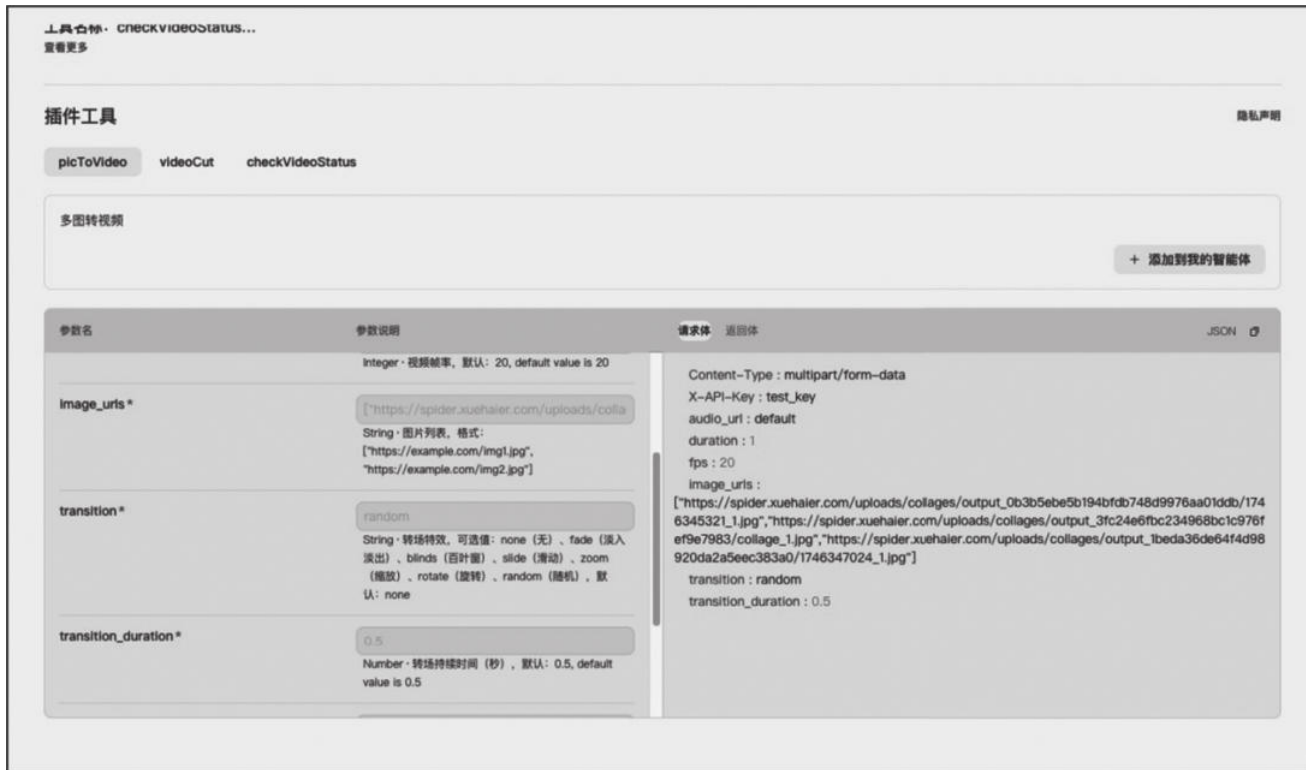 工具名称：checkVideoStatus...
查看更多
插件工具
隐私声明
picToVideo videoCut checkVideoStatus
多图转视频
+ 添加到我的智能体
参数名 参数说明
Integer · 视频帧率，默认：20, default value is 20
image_urls*
["https://spider.xuehaier.com/uploads/colla
String · 图片列表，格式：
["https://example.com/img1.jpg",
"https://example.com/img2.jpg"]
transition*
random
String · 转场特效，可选值：none（无）、fade（淡入
淡出）、blinds（百叶窗）、slide（滑动）、zoom
（缩放）、rotate（旋转）、random（随机），默
认：none
transition_duration*
0.5
Number · 转场持续时间（秒），默认：0.5, default
value is 0.5
请求体 返回体 JSON
Content-Type : multipart/form-data
X-API-Key : test_key
audio_url : default
duration : 1
fps : 20
image_urls :
["https://spider.xuehaier.com/uploads/collages/output_0b3b5ebe5b194bfdb748d9976aa01ddb/174
6345321_1.jpg","https://spider.xuehaier.com/uploads/collages/output_3fc24e6fbc234968bc1c976f
ef9e7983/collage_1.jpg","https://spider.xuehaier.com/uploads/collages/output_1beda36de64f4d98
920da2a5eec383a0/1746347024_1.jpg"]
transition : random
transition_duration : 0.5